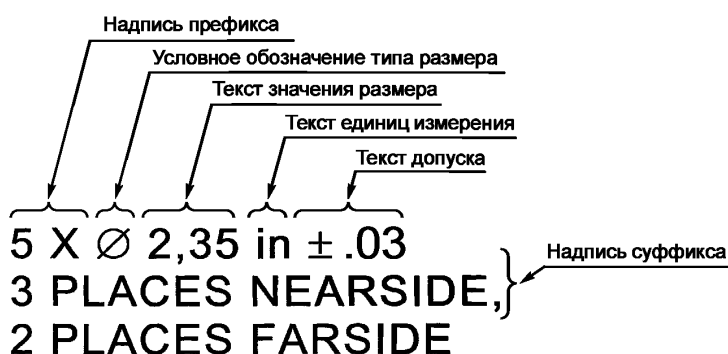 Надпись префикса
Условное обозначение типа размера
Текст значения размера
Текст единиц измерения
Текст допуска
5 X ∅ 2,35 in ± .03
Надпись суффикса
3 PLACES NEARSIDE,
2 PLACES FARSIDE